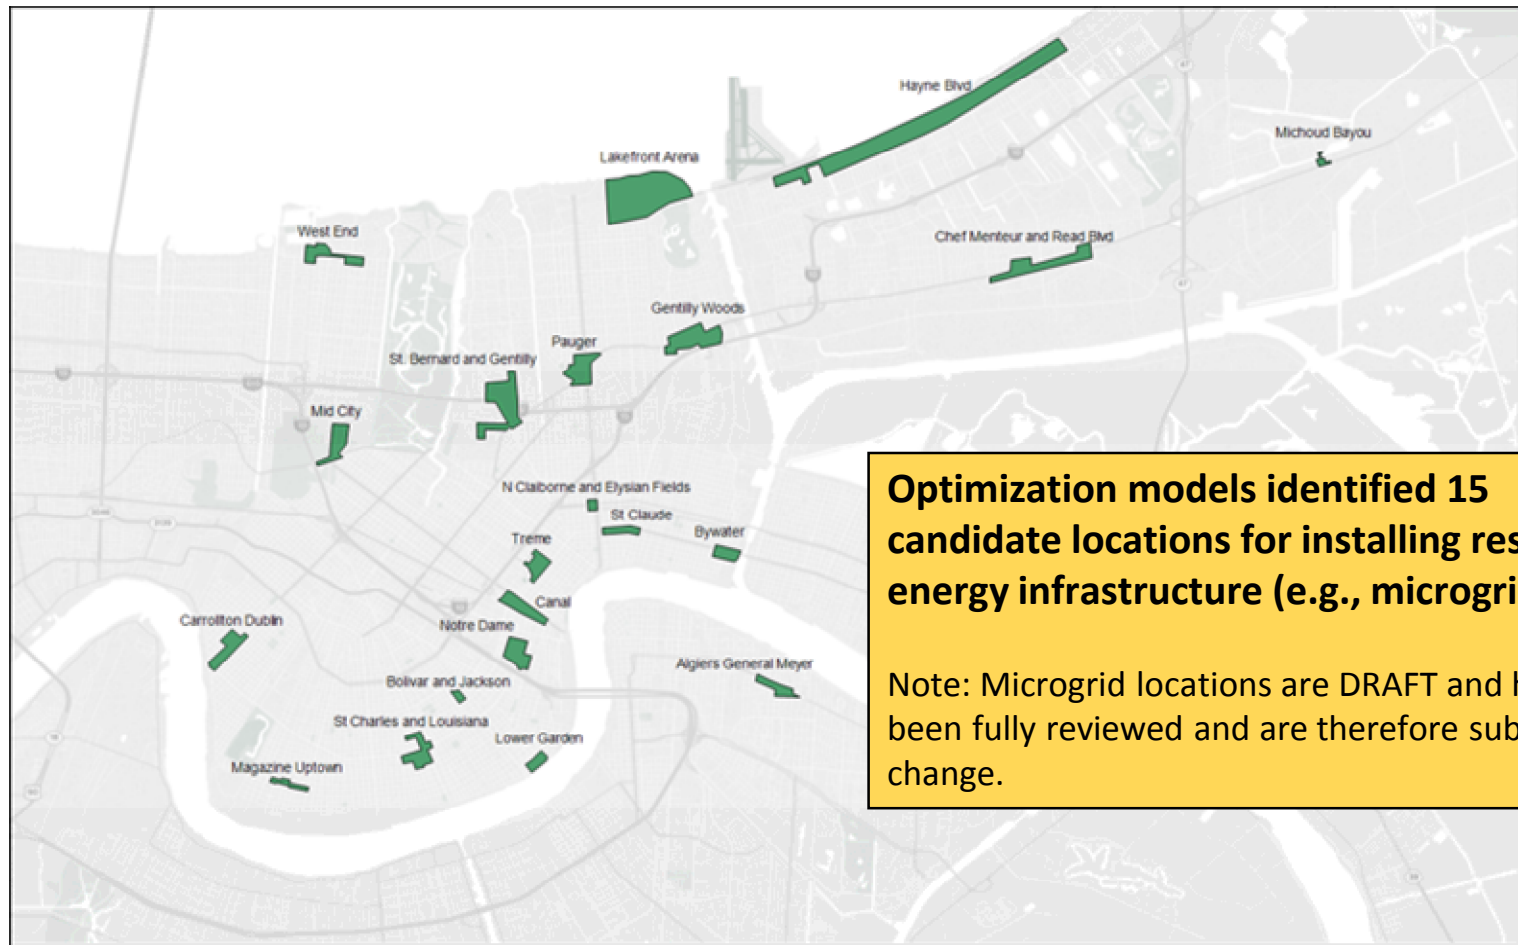 Hayne Blvd
Michoud Bayou
Lakefront Arena
West End
Chef Menteur and Read Blvd
Gentilly Woods
Pauger
St. Bernard and Gentilly
Mid City
N Claiborne and Elysian Fields
St Claude
Bywater
Treme
Canal
Carrollton Dublin
Notre Dame
Algiers General Meyer
Bolivar and Jackson
St Charles and Louisiana
Lower Garden
Magazine Uptown
Optimization models identified 15
candidate locations for installing res
energy infrastructure (e.g., microgri
Note: Microgrid locations are DRAFT and h
been fully reviewed and are therefore sub
change.